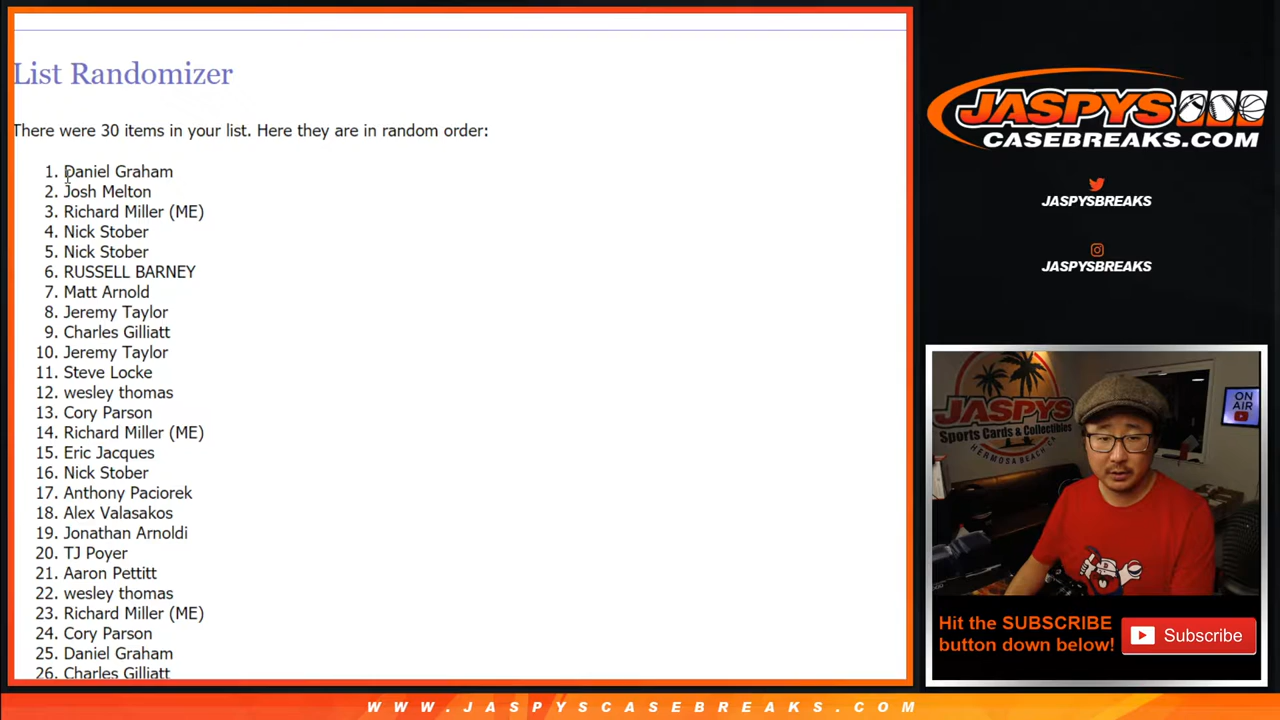 List Randomizer
There were 30 items in your list. Here they are in random order:
1. Daniel Graham
2. Josh Melton
3. Richard Miller (ME)
4. Nick Stober
5. Nick Stober
6. RUSSELL BARNEY
7. Matt Arnold
8. Jeremy Taylor
9. Charles Gilliatt
10. Jeremy Taylor
11. Steve Locke
12. wesley thomas
13. Cory Parson
14. Richard Miller (ME)
15. Eric Jacques
16. Nick Stober
17. Anthony Paciorek
18. Alex Valasakos
19. Jonathan Arnoldi
20. TJ Poyer
21. Aaron Pettitt
22. wesley thomas
23. Richard Miller (ME)
24. Cory Parson
25. Daniel Graham
26. Charles Gilliatt
JASPYS
CASEBREAKS.COM
JASPYSBREAKS
JASPYSBREAKS
JASPYS
Sports Cards & Collectibles
HERMOSA BEACH, CA
ON
AIR
Hit the SUBSCRIBE
button down below!
Subscribe
WWW.JASPYSCASEBREAKS.COM